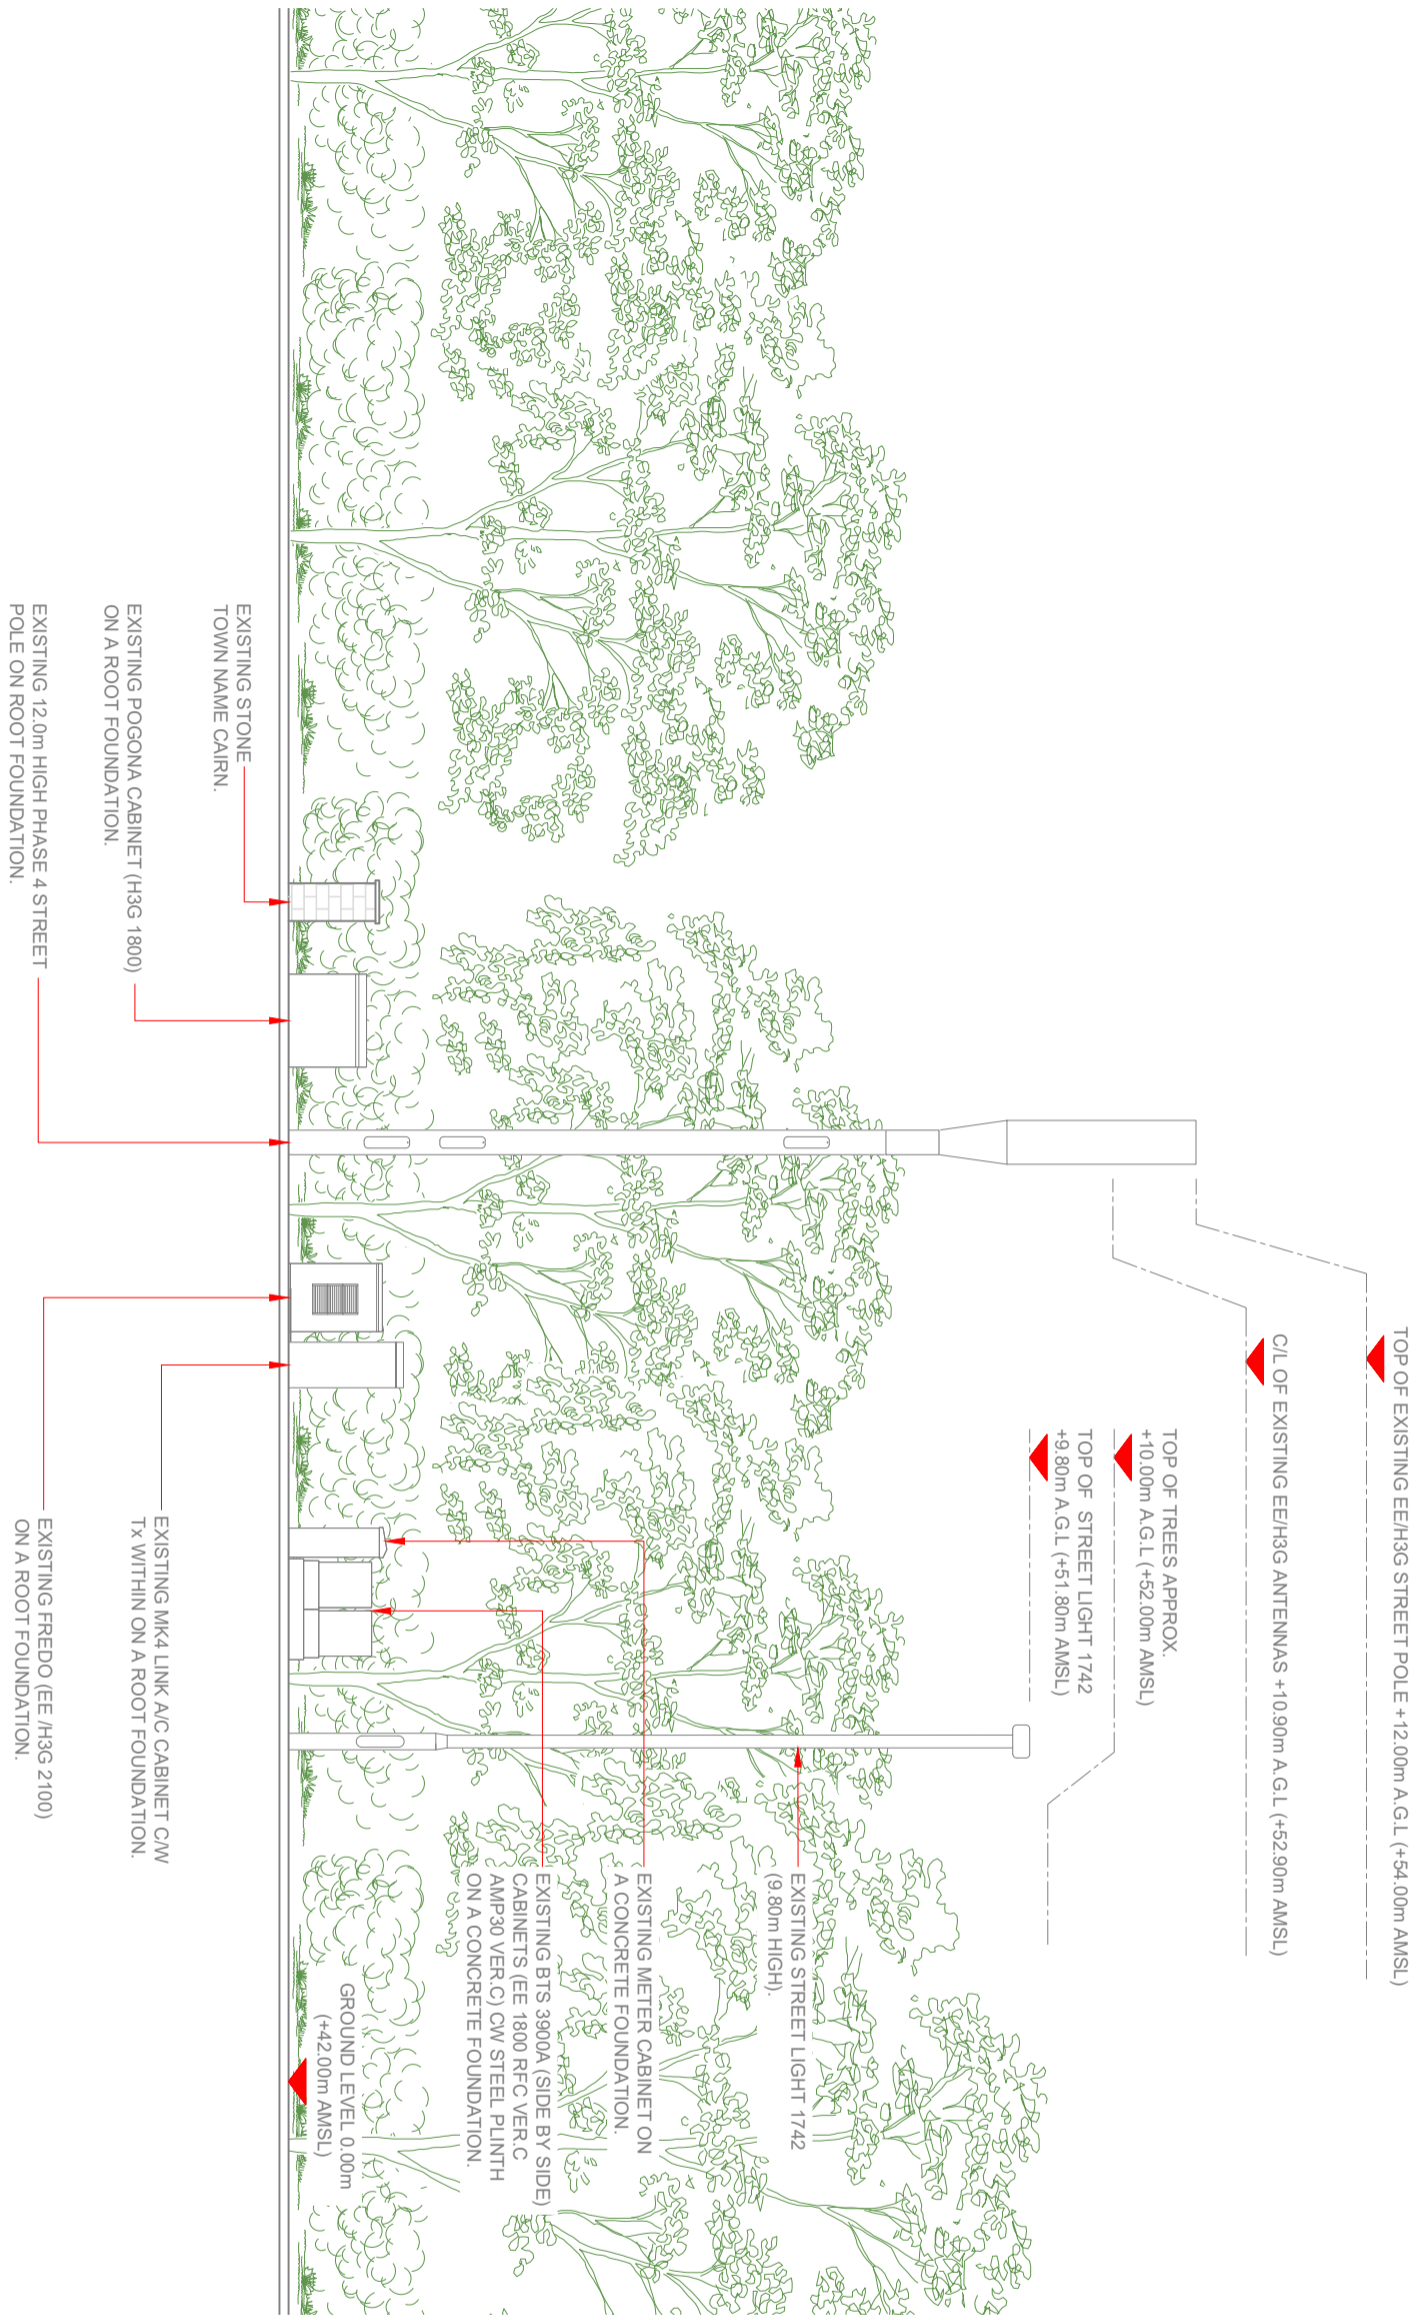 TOP OF EXISTING EE/H3G STREET POLE +12.00m A.G.L (+54.00m AMSL)
C/L OF EXISTING EE/H3G ANTENNAS +10.90m A.G.L (+52.90m AMSL)
TOP OF TREES APPROX.
+10.00m A.G.L (+52.00m AMSL)
TOP OF STREET LIGHT 1742
+9.80m A.G.L (+51.80m AMSL)
EXISTING STREET LIGHT 1742
(9.80m HIGH).
EXISTING METER CABINET ON
A CONCRETE FOUNDATION.
EXISTING BTS 3900A (SIDE BY SIDE)
CABINETS (EE 1800 RFC VER.C
AMP30 VER.C) CW STEEL PLINTH
ON A CONCRETE FOUNDATION.
GROUND LEVEL 0.00m
(+42.00m AMSL)
EXISTING STONE
TOWN NAME CAIRN.
EXISTING POGONA CABINET (H3G 1800)
ON A ROOT FOUNDATION.
EXISTING 12.0m HIGH PHASE 4 STREET
POLE ON ROOT FOUNDATION.
EXISTING MK4 LINK A/C CABINET C/W
Tx WITHIN ON A ROOT FOUNDATION.
EXISTING FREDO (EE /H3G 2100)
ON A ROOT FOUNDATION.